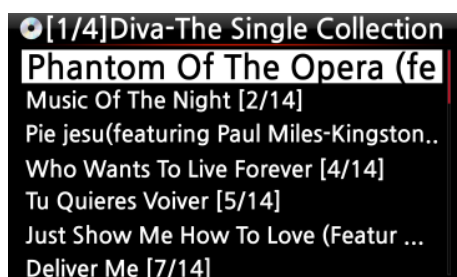 [1/4]Diva-The Single Collection
Phantom Of The Opera (fe
Music Of The Night [2/14]
Pie jesu(featuring Paul Miles-Kingston..
Who Wants To Live Forever [4/14]
Tu Quieres Voiver [5/14]
Just Show Me How To Love (Featur ...
Deliver Me [7/14]